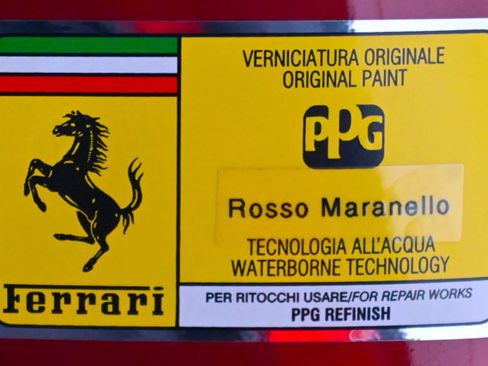 VERNICIATURA ORIGINALE
ORIGINAL PAINT
PPG
Rosso Maranello
TECNOLOGIA ALL'ACQUA
WATERBORNE TECHNOLOGY
Ferrari
PER RITOCCHI USARE/FOR REPAIR WORKS
PPG REFINISH